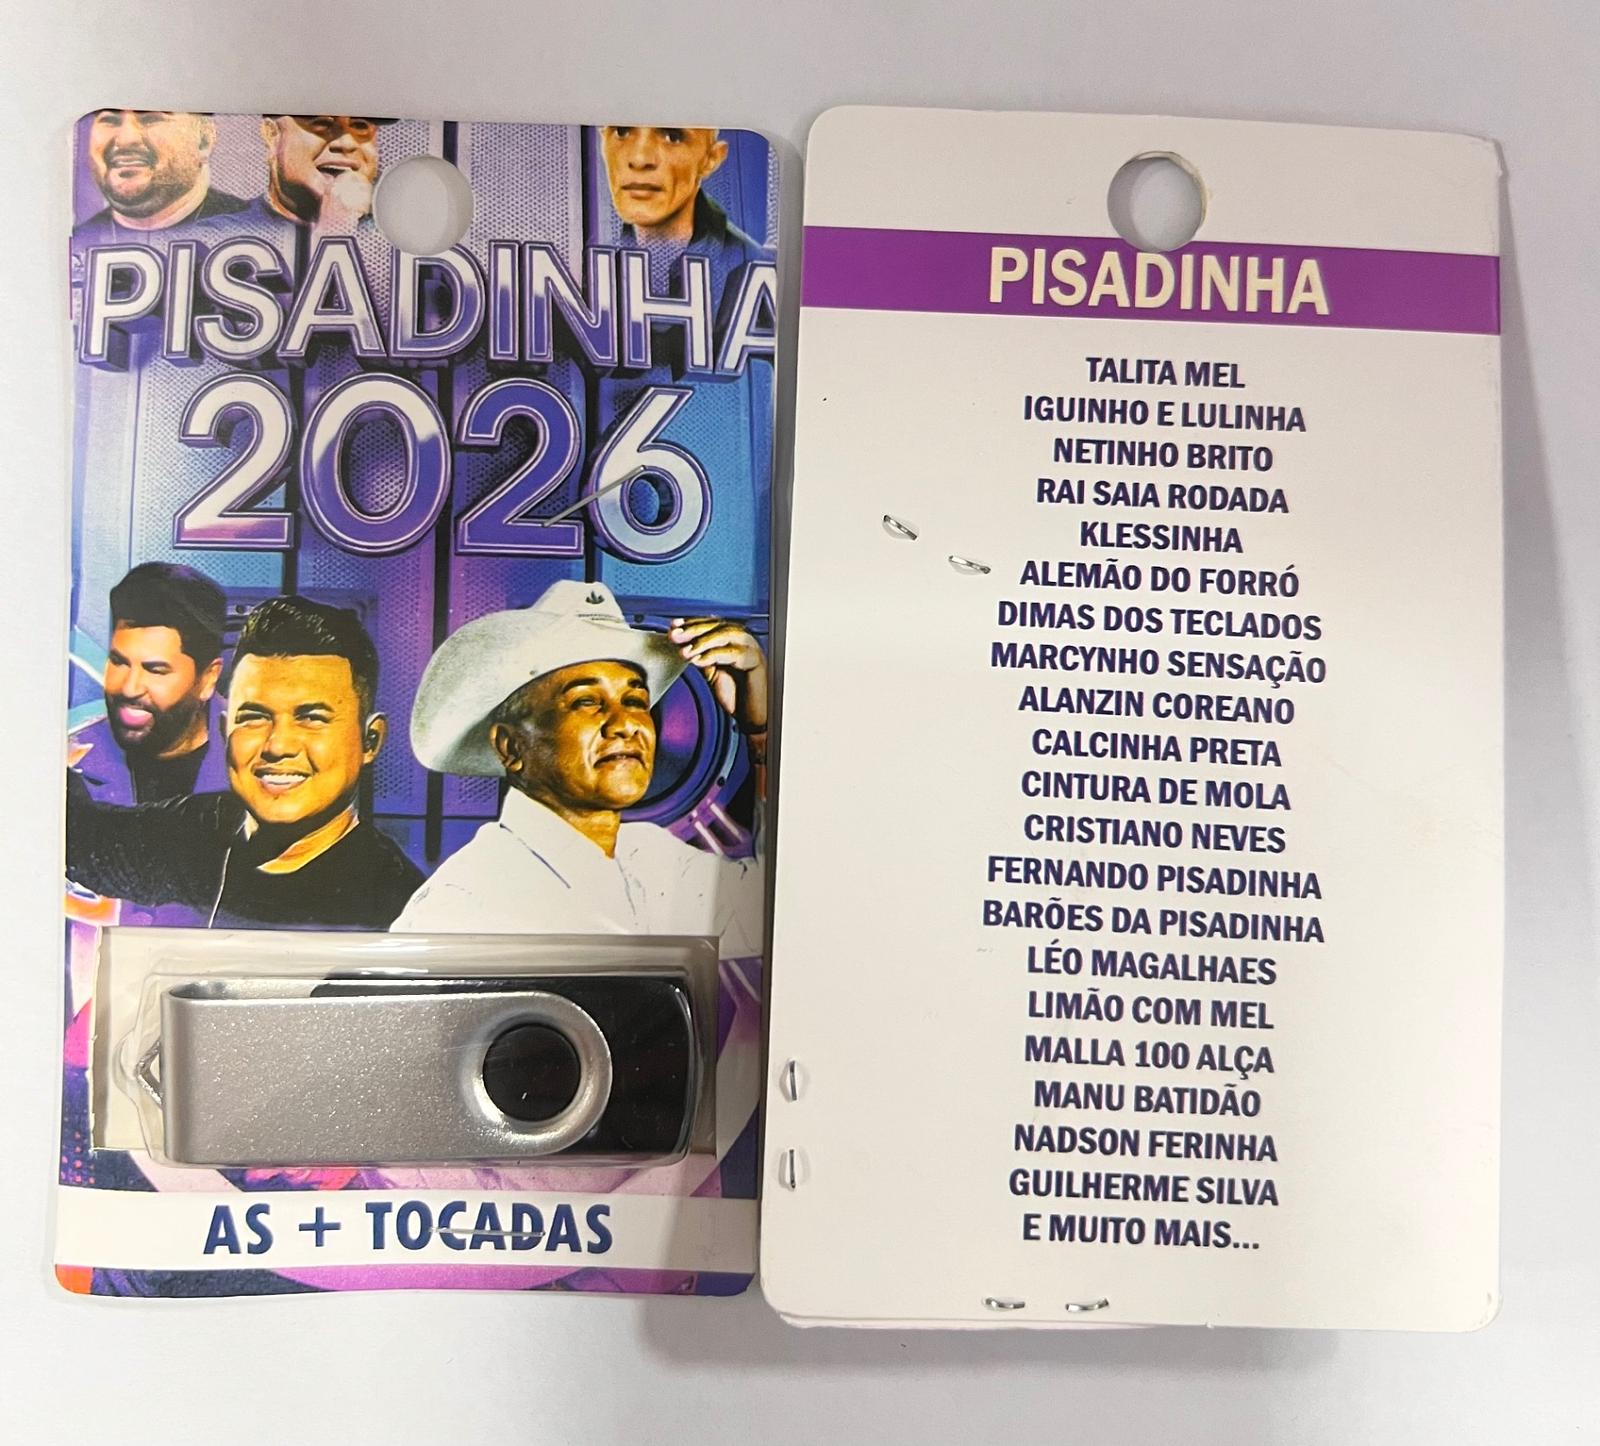 PISADINHA
2026
AS + TOCADAS
PISADINHA
TALITA MEL
IGUINHO E LULINHA
NETINHO BRITO
RAI SAIA RODADA
KLESSINHA
ALEMÃO DO FORRÓ
DIMAS DOS TECLADOS
MARCYNHO SENSAÇÃO
ALANZIN COREANO
CALCINHA PRETA
CINTURA DE MOLA
CRISTIANO NEVES
FERNANDO PISADINHA
BARÕES DA PISADINHA
LÉO MAGALHAES
LIMÃO COM MEL
MALLA 100 ALÇA
MANU BATIDÃO
NADSON FERINHA
GUILHERME SILVA
E MUITO MAIS...